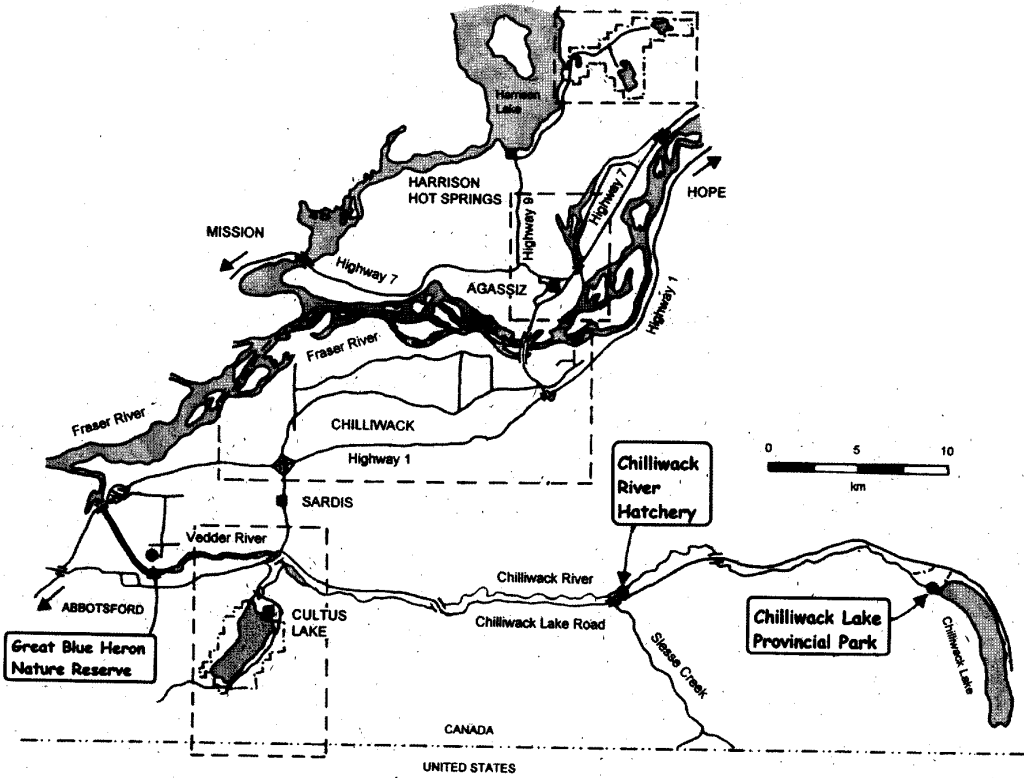 Harrison
Lake
HARRISON
HOT SPRINGS
HOPE
Highway 7
Highway 9
MISSION
Highway 7
AGASSIZ
Highway 1
Fraser River
Fraser River
CHILLIWACK
Highway 1
0 5 10
km
Chilliwack
River
Hatchery
SARDIS
Vedder River
Chilliwack River
ABBOTSFORD
CULTUS
LAKE
Chilliwack Lake Road
Chilliwack Lake
Provincial Park
Great Blue Heron
Nature Reserve
Slesse Creek
Chilliwack Lake
CANADA
UNITED STATES